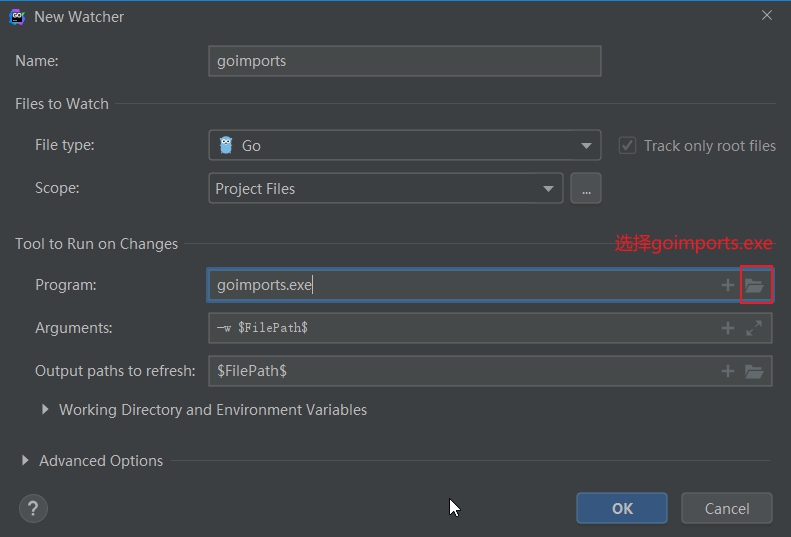 New Watcher
Name:
goimports
Files to Watch
File type:
Go
Track only root files
Scope:
Project Files
...
Tool to Run on Changes
选择goimports.exe
Program:
goimports.exe
Arguments:
-w $FilePath$
Output paths to refresh:
$FilePath$
Working Directory and Environment Variables
Advanced Options
?
OK
Cancel